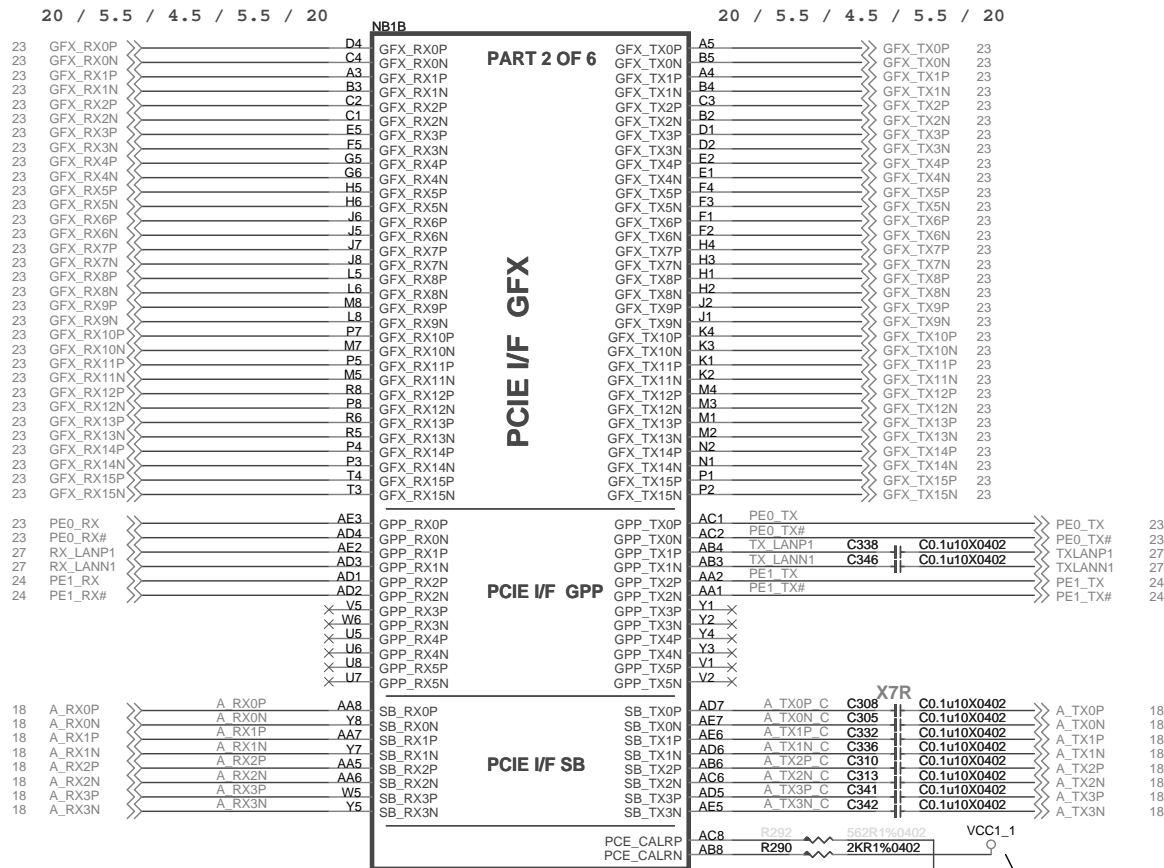 20 / 5.5 / 4.5 / 5.5 / 20 20 / 5.5 / 4.5 / 5.5 / 20
NB1B
PART 2 OF 6
23 GFX_RX0P D4 GFX_RX0P GFX_TX0P A5 GFX_TX0P 23
23 GFX_RX0N C4 GFX_RX0N GFX_TX0N B5 GFX_TX0N 23
23 GFX_RX1P A3 GFX_RX1P GFX_TX1P A4 GFX_TX1P 23
23 GFX_RX1N B3 GFX_RX1N GFX_TX1N B4 GFX_TX1N 23
23 GFX_RX2P C2 GFX_RX2P GFX_TX2P C3 GFX_TX2P 23
23 GFX_RX2N C1 GFX_RX2N GFX_TX2N B2 GFX_TX2N 23
23 GFX_RX3P E5 GFX_RX3P GFX_TX3P D1 GFX_TX3P 23
23 GFX_RX3N F5 GFX_RX3N GFX_TX3N D2 GFX_TX3N 23
23 GFX_RX4P G5 GFX_RX4P GFX_TX4P E2 GFX_TX4P 23
23 GFX_RX4N G6 GFX_RX4N GFX_TX4N E1 GFX_TX4N 23
23 GFX_RX5P H5 GFX_RX5P GFX_TX5P F4 GFX_TX5P 23
23 GFX_RX5N H6 GFX_RX5N GFX_TX5N F3 GFX_TX5N 23
23 GFX_RX6P J6 GFX_RX6P GFX_TX6P F1 GFX_TX6P 23
23 GFX_RX6N J5 GFX_RX6N GFX_TX6N F2 GFX_TX6N 23
23 GFX_RX7P J7 GFX_RX7P GFX_TX7P H4 GFX_TX7P 23
23 GFX_RX7N J8 GFX_RX7N GFX_TX7N H3 GFX_TX7N 23
23 GFX_RX8P L5 GFX_RX8P GFX_TX8P H1 GFX_TX8P 23
23 GFX_RX8N L6 GFX_RX8N GFX_TX8N H2 GFX_TX8N 23
23 GFX_RX9P M8 GFX_RX9P GFX_TX9P J2 GFX_TX9P 23
23 GFX_RX9N L8 GFX_RX9N GFX_TX9N J1 GFX_TX9N 23
23 GFX_RX10P P7 GFX_RX10P GFX_TX10P K4 GFX_TX10P 23
23 GFX_RX10N M7 GFX_RX10N GFX_TX10N K3 GFX_TX10N 23
23 GFX_RX11P P5 GFX_RX11P GFX_TX11P K1 GFX_TX11P 23
23 GFX_RX11N M5 GFX_RX11N GFX_TX11N K2 GFX_TX11N 23
23 GFX_RX12P R8 GFX_RX12P GFX_TX12P M4 GFX_TX12P 23
23 GFX_RX12N P8 GFX_RX12N GFX_TX12N M3 GFX_TX12N 23
23 GFX_RX13P R6 GFX_RX13P GFX_TX13P M1 GFX_TX13P 23
23 GFX_RX13N R5 GFX_RX13N GFX_TX13N M2 GFX_TX13N 23
23 GFX_RX14P P4 GFX_RX14P GFX_TX14P N2 GFX_TX14P 23
23 GFX_RX14N P3 GFX_RX14N GFX_TX14N N1 GFX_TX14N 23
23 GFX_RX15P T4 GFX_RX15P GFX_TX15P P1 GFX_TX15P 23
23 GFX_RX15N T3 GFX_RX15N GFX_TX15N P2 GFX_TX15N 23
PCIE I/F GFX
23 PE0_RX AE3 GPP_RX0P GPP_TX0P AC1 PE0_TX PE0_TX 23
23 PE0_RX# AD4 GPP_RX0N GPP_TX0N AC2 PE0_TX# PE0_TX# 23
27 RX_LANP1 AE2 GPP_RX1P GPP_TX1P AB4 TX_LANP1 C338 C0.1u10X0402 TXLANP1 27
27 RX_LANN1 AD3 GPP_RX1N GPP_TX1N AB3 TX_LANN1 C346 C0.1u10X0402 TXLANN1 27
24 PE1_RX AD1 GPP_RX2P GPP_TX2P AA2 PE1_TX PE1_TX 24
24 PE1_RX# AD2 GPP_RX2N PCIE I/F GPP GPP_TX2N AA1 PE1_TX# PE1_TX# 24
V5 GPP_RX3P GPP_TX3P Y1
W6 GPP_RX3N GPP_TX3N Y2
U5 GPP_RX4P GPP_TX4P Y4
U6 GPP_RX4N GPP_TX4N Y3
U8 GPP_RX5P GPP_TX5P V1
U7 GPP_RX5N GPP_TX5N V2
X7R
18 A_RX0P A_RX0P AA8 SB_RX0P SB_TX0P AD7 A_TX0P_C C308 C0.1u10X0402 A_TX0P 18
18 A_RX0N A_RX0N Y8 SB_RX0N SB_TX0N AE7 A_TX0N_C C305 C0.1u10X0402 A_TX0N 18
18 A_RX1P A_RX1P AA7 SB_RX1P SB_TX1P AE6 A_TX1P_C C332 C0.1u10X0402 A_TX1P 18
18 A_RX1N A_RX1N Y7 SB_RX1N SB_TX1N AD6 A_TX1N_C C336 C0.1u10X0402 A_TX1N 18
18 A_RX2P A_RX2P AA5 SB_RX2P PCIE I/F SB SB_TX2P AB6 A_TX2P_C C310 C0.1u10X0402 A_TX2P 18
18 A_RX2N A_RX2N AA6 SB_RX2N SB_TX2N AC6 A_TX2N_C C313 C0.1u10X0402 A_TX2N 18
18 A_RX3P A_RX3P W5 SB_RX3P SB_TX3P AD5 A_TX3P_C C341 C0.1u10X0402 A_TX3P 18
18 A_RX3N A_RX3N Y5 SB_RX3N SB_TX3N AE5 A_TX3N_C C342 C0.1u10X0402 A_TX3N 18
PCE_CALRP AC8 R292 562R1%0402 VCC1_1
PCE_CALRN AB8 R290 2KR1%0402